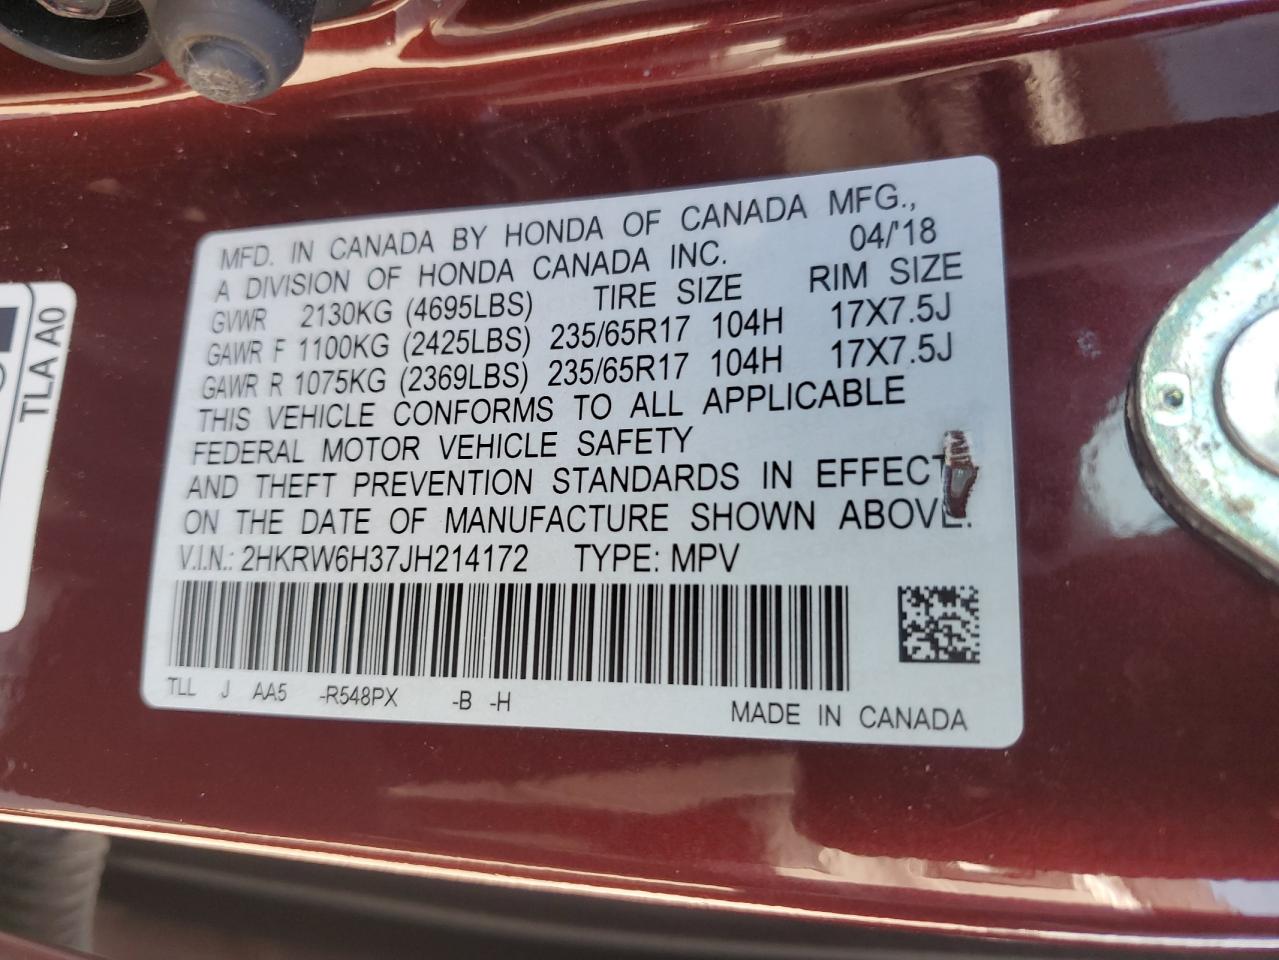 MFD. IN CANADA BY HONDA OF CANADA MFG.,
A DIVISION OF HONDA CANADA INC. 04/'18
GVWR 2130KG (4695LBS) TIRE SIZE RIM SIZE
GAWR F 1100KG (2425LBS) 235/65R17 104H 17X7.5J
GAWR R 1075KG (2369LBS) 235/65R17 104H 17X7.5J
THIS VEHICLE CONFORMS TO ALL APPLICABLE
FEDERAL MOTOR VEHICLE SAFETY
AND THEFT PREVENTION STANDARDS IN EFFECT
ON THE DATE OF MANUFACTURE SHOWN ABOVE.
V.I.N.: 2HKRW6H37JH214172 TYPE: MPV
TLL J AA5 -R548PX -B -H
MADE IN CANADA
TLA A0